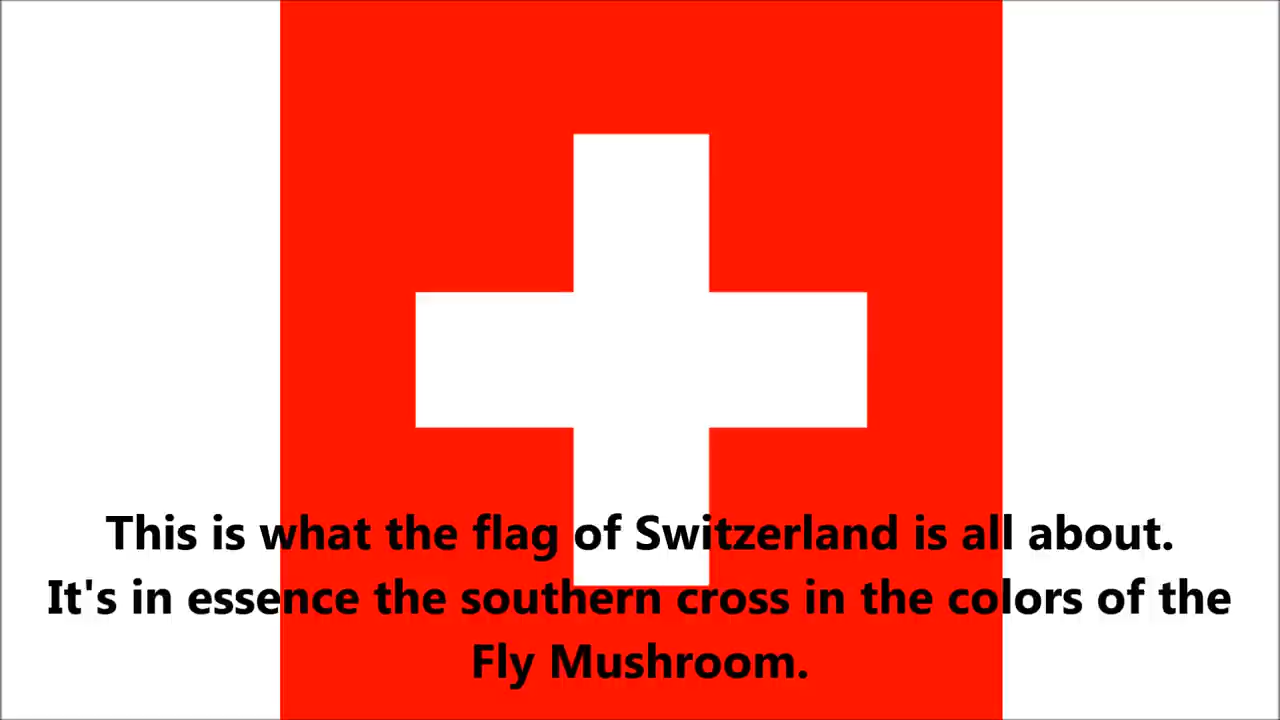 This is what the flag of Switzerland is all about.
It's in essence the southern cross in the colors of the
Fly Mushroom.